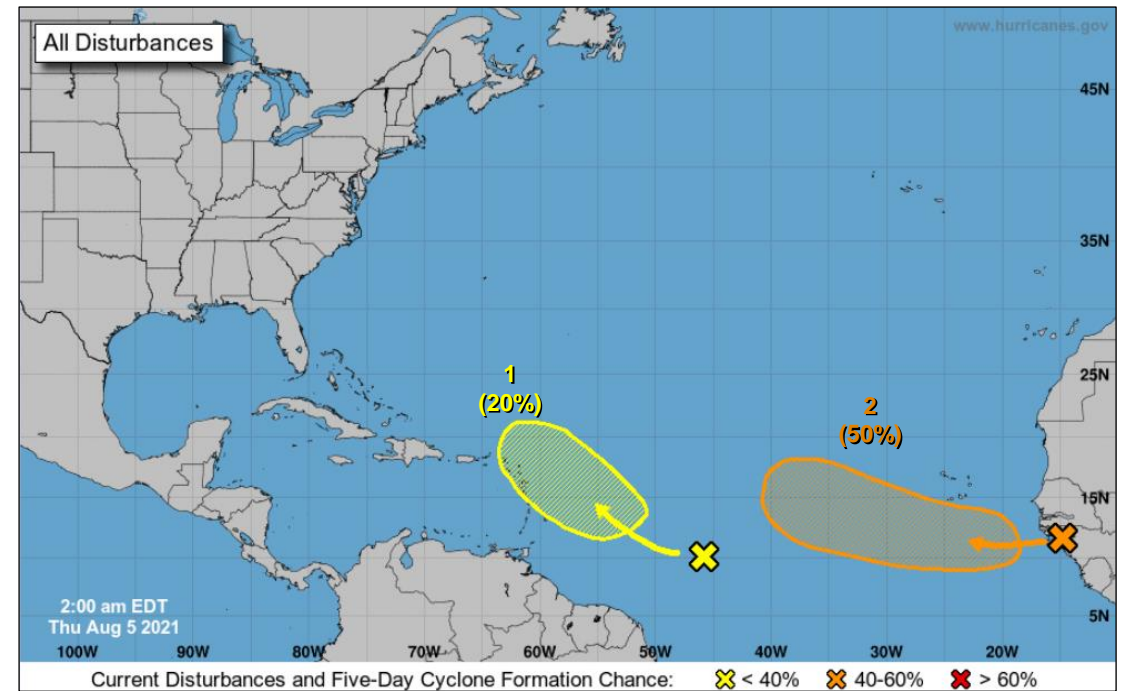 All Disturbances
www.hurricanes.gov
45N
35N
1
(20%)
25N
2
(50%)
15N
2:00 am EDT
Thu Aug 5 2021
5N
100W 90W 80W 70W 60W 50W 40W 30W 20W
Current Disturbances and Five-Day Cyclone Formation Chance: < 40% 40-60% > 60%